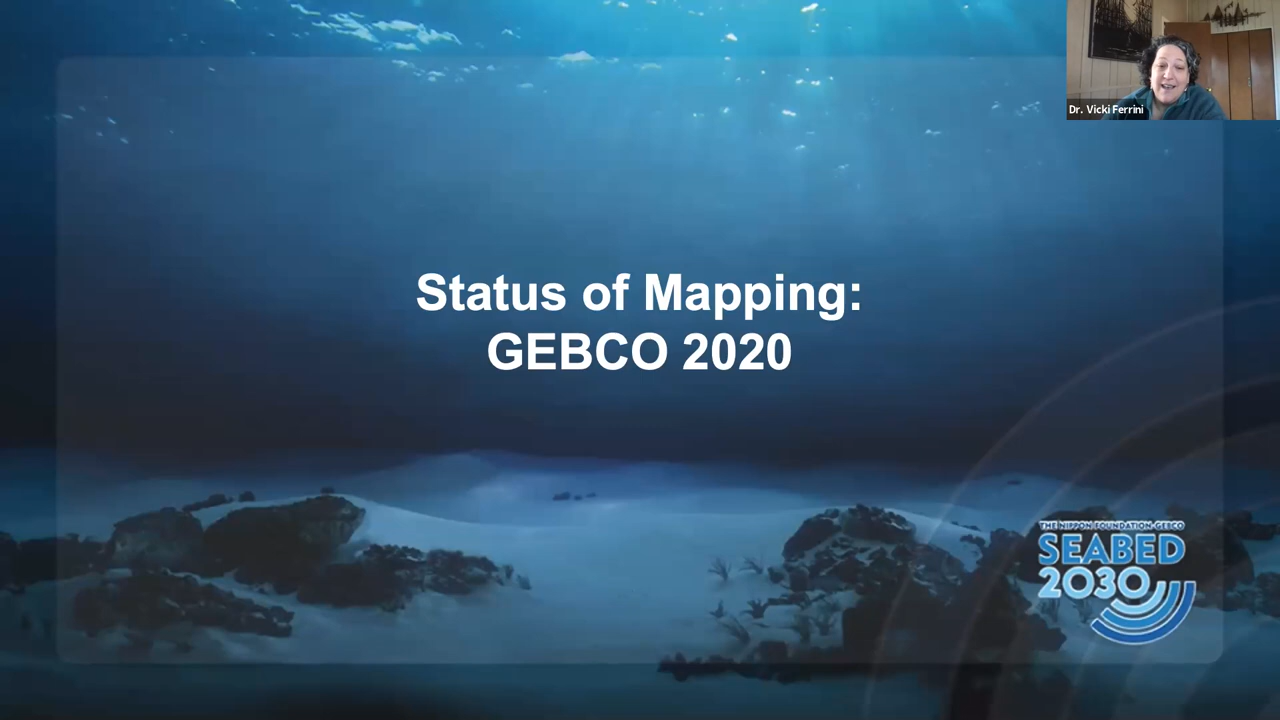 Dr. Vicki Ferrini
Status of Mapping:
GEBCO 2020
THE NIPPON FOUNDATION-GEBCO
SEABED
2030